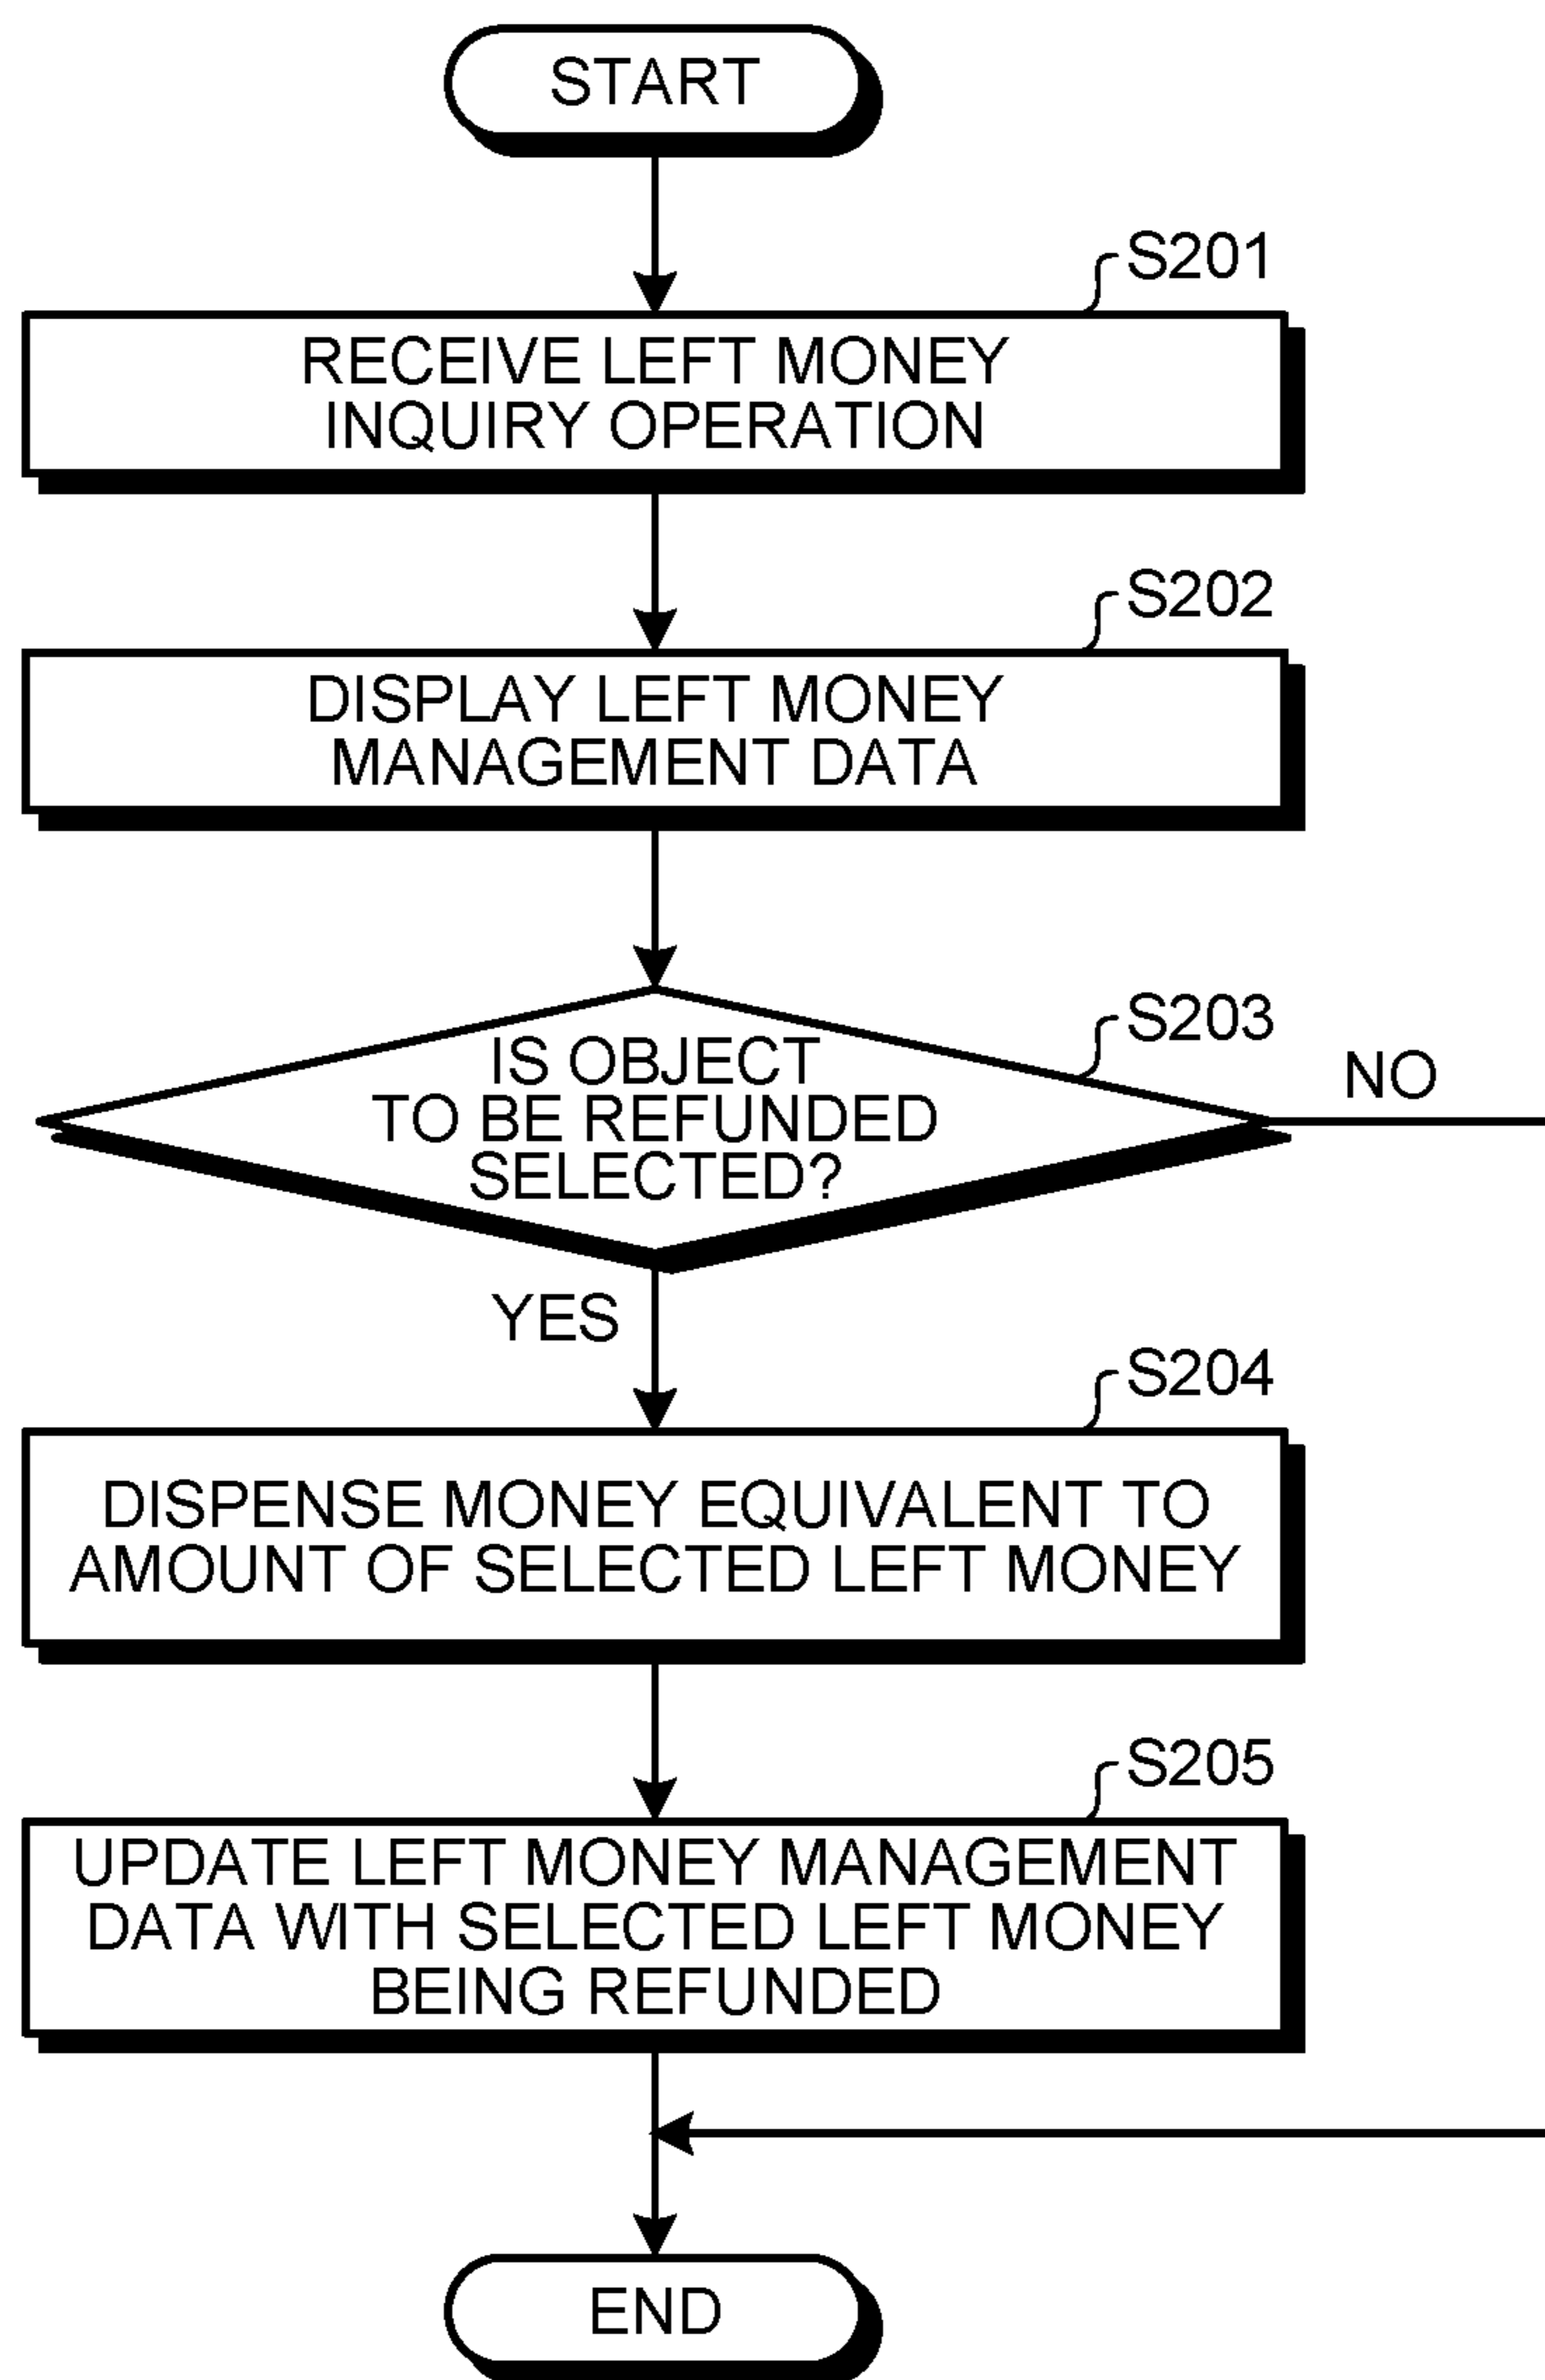 START
S201
RECEIVE LEFT MONEY
INQUIRY OPERATION
S202
DISPLAY LEFT MONEY
MANAGEMENT DATA
S203
IS OBJECT
TO BE REFUNDED
SELECTED?
NO
YES
S204
DISPENSE MONEY EQUIVALENT TO
AMOUNT OF SELECTED LEFT MONEY
S205
UPDATE LEFT MONEY MANAGEMENT
DATA WITH SELECTED LEFT MONEY
BEING REFUNDED
END